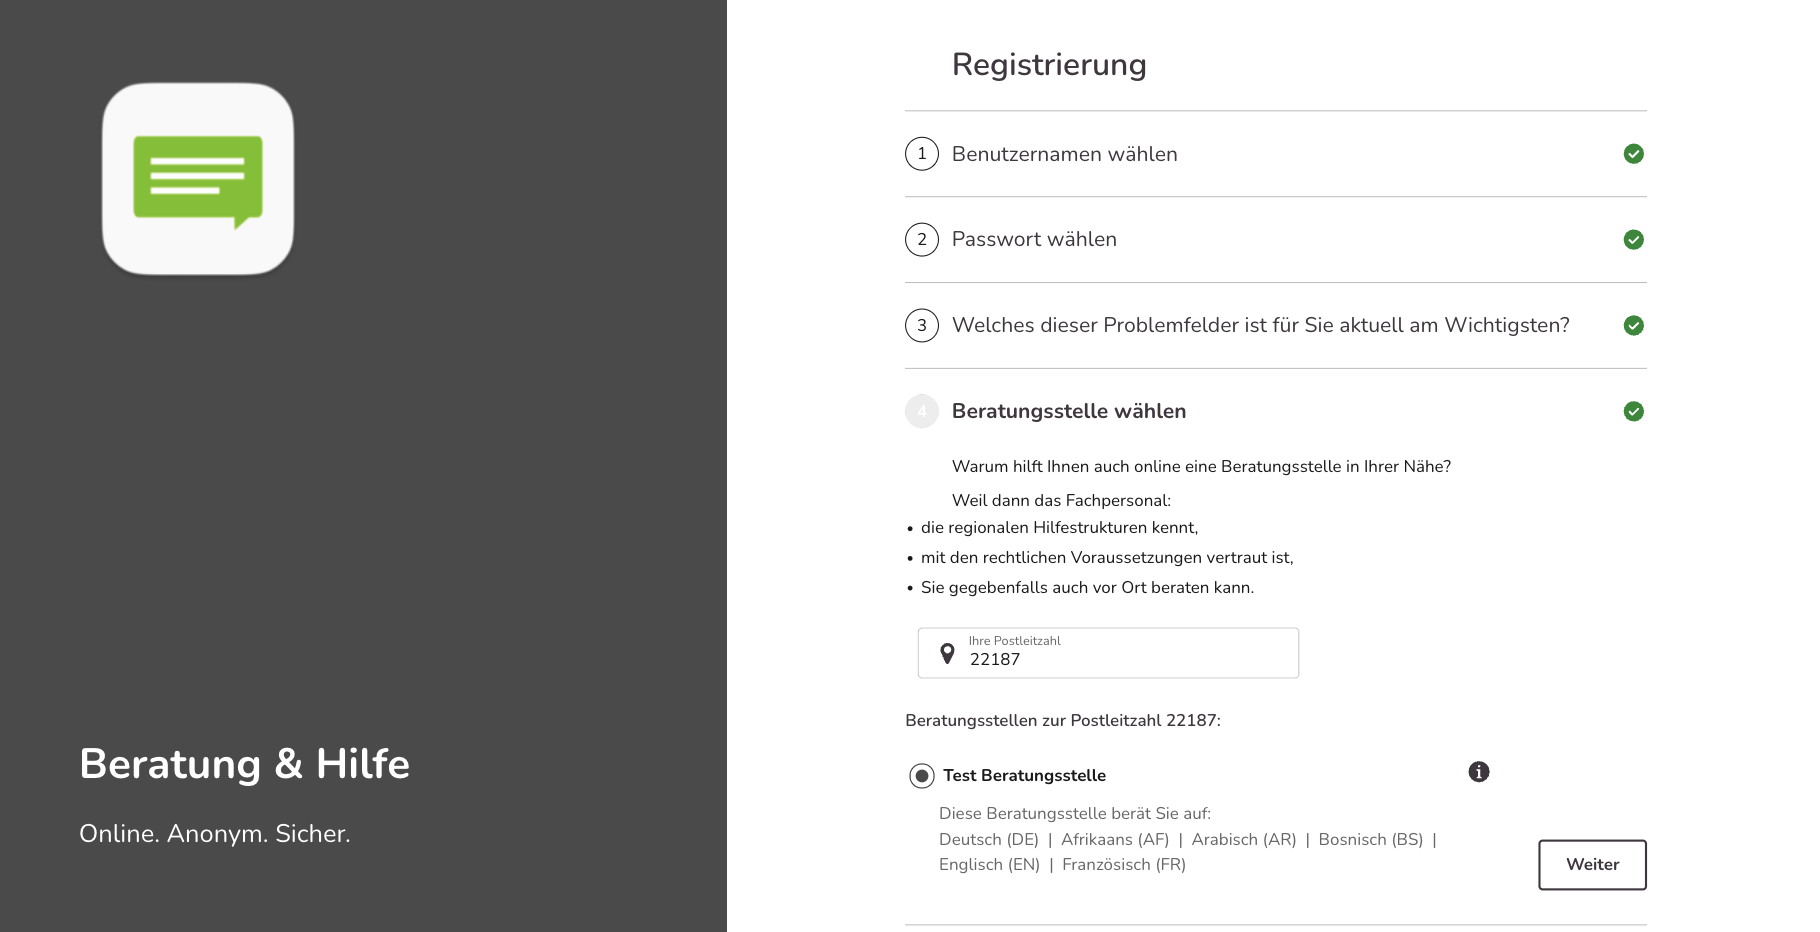 Registrierung
1 Benutzernamen wählen
2 Passwort wählen
3 Welches dieser Problemfelder ist für Sie aktuell am Wichtigsten?
4 Beratungsstelle wählen
Warum hilft Ihnen auch online eine Beratungsstelle in Ihrer Nähe?
Weil dann das Fachpersonal:
• die regionalen Hilfestrukturen kennt,
• mit den rechtlichen Voraussetzungen vertraut ist,
• Sie gegebenfalls auch vor Ort beraten kann.
Ihre Postleitzahl
22187
Beratungsstellen zur Postleitzahl 22187:
Test Beratungsstelle
Diese Beratungsstelle berät Sie auf:
Deutsch (DE) | Afrikaans (AF) | Arabisch (AR) | Bosnisch (BS) |
Englisch (EN) | Französisch (FR)
Weiter
Beratung & Hilfe
Online. Anonym. Sicher.